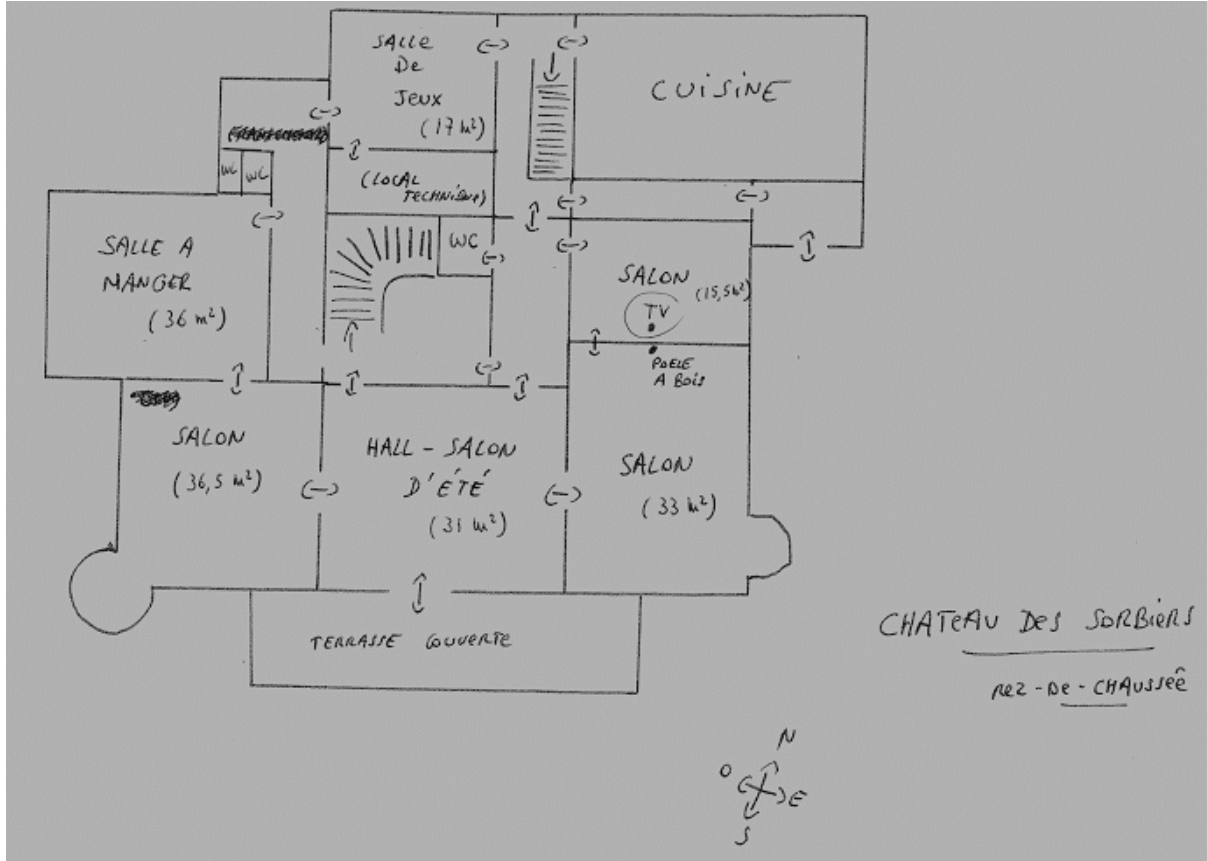 SALLE
De
Jeux
(17 m²)
CUISINE
WC
WC
(LOCAL
TECHNIQUE)
WC
SALLE A
MANGER
(36 m²)
SALON
(15,5 m²)
TV
POELE
A BOIS
SALON
(36,5 m²)
HALL - SALON
D'ÉTÉ
(31 m²)
SALON
(33 m²)
TERRASSE COUVERTE
CHATEAU DES SORBIERS
REZ-DE-CHAUSSÉE
N
O
E
S